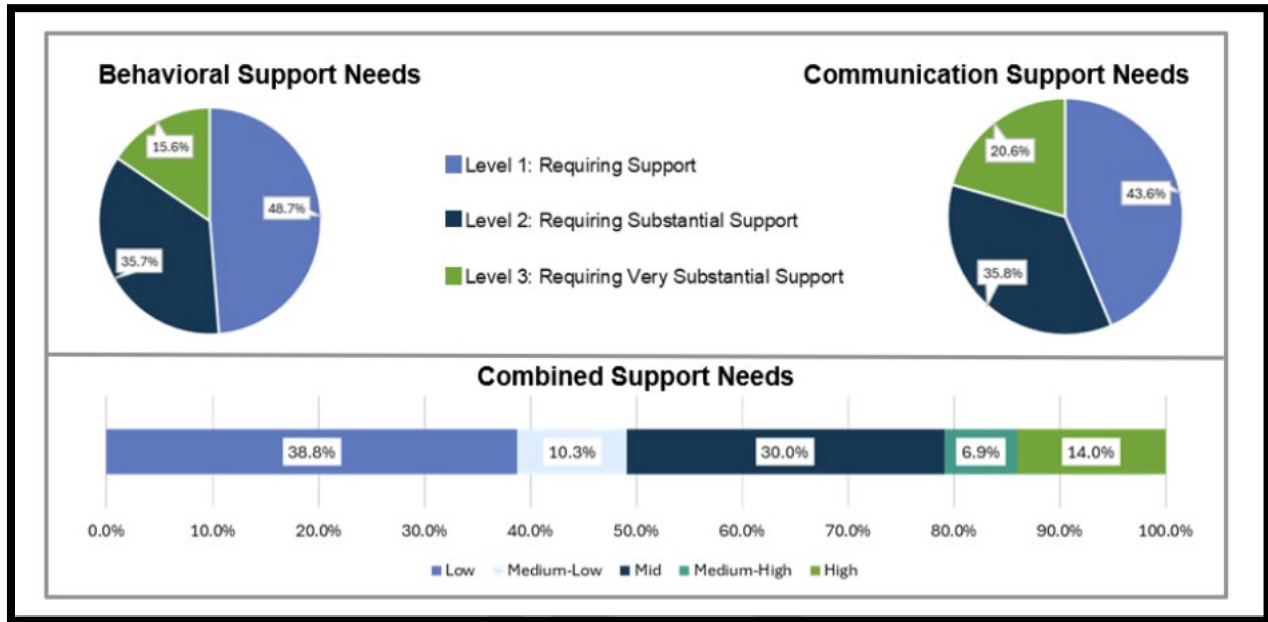 Behavioral Support Needs
Communication Support Needs
15.6%
48.7%
35.7%
Level 1: Requiring Support
Level 2: Requiring Substantial Support
Level 3: Requiring Very Substantial Support
20.6%
43.6%
35.8%
Combined Support Needs
38.8% 10.3% 30.0% 6.9% 14.0%
0.0% 10.0% 20.0% 30.0% 40.0% 50.0% 60.0% 70.0% 80.0% 90.0% 100.0%
Low Medium-Low Mid Medium-High High